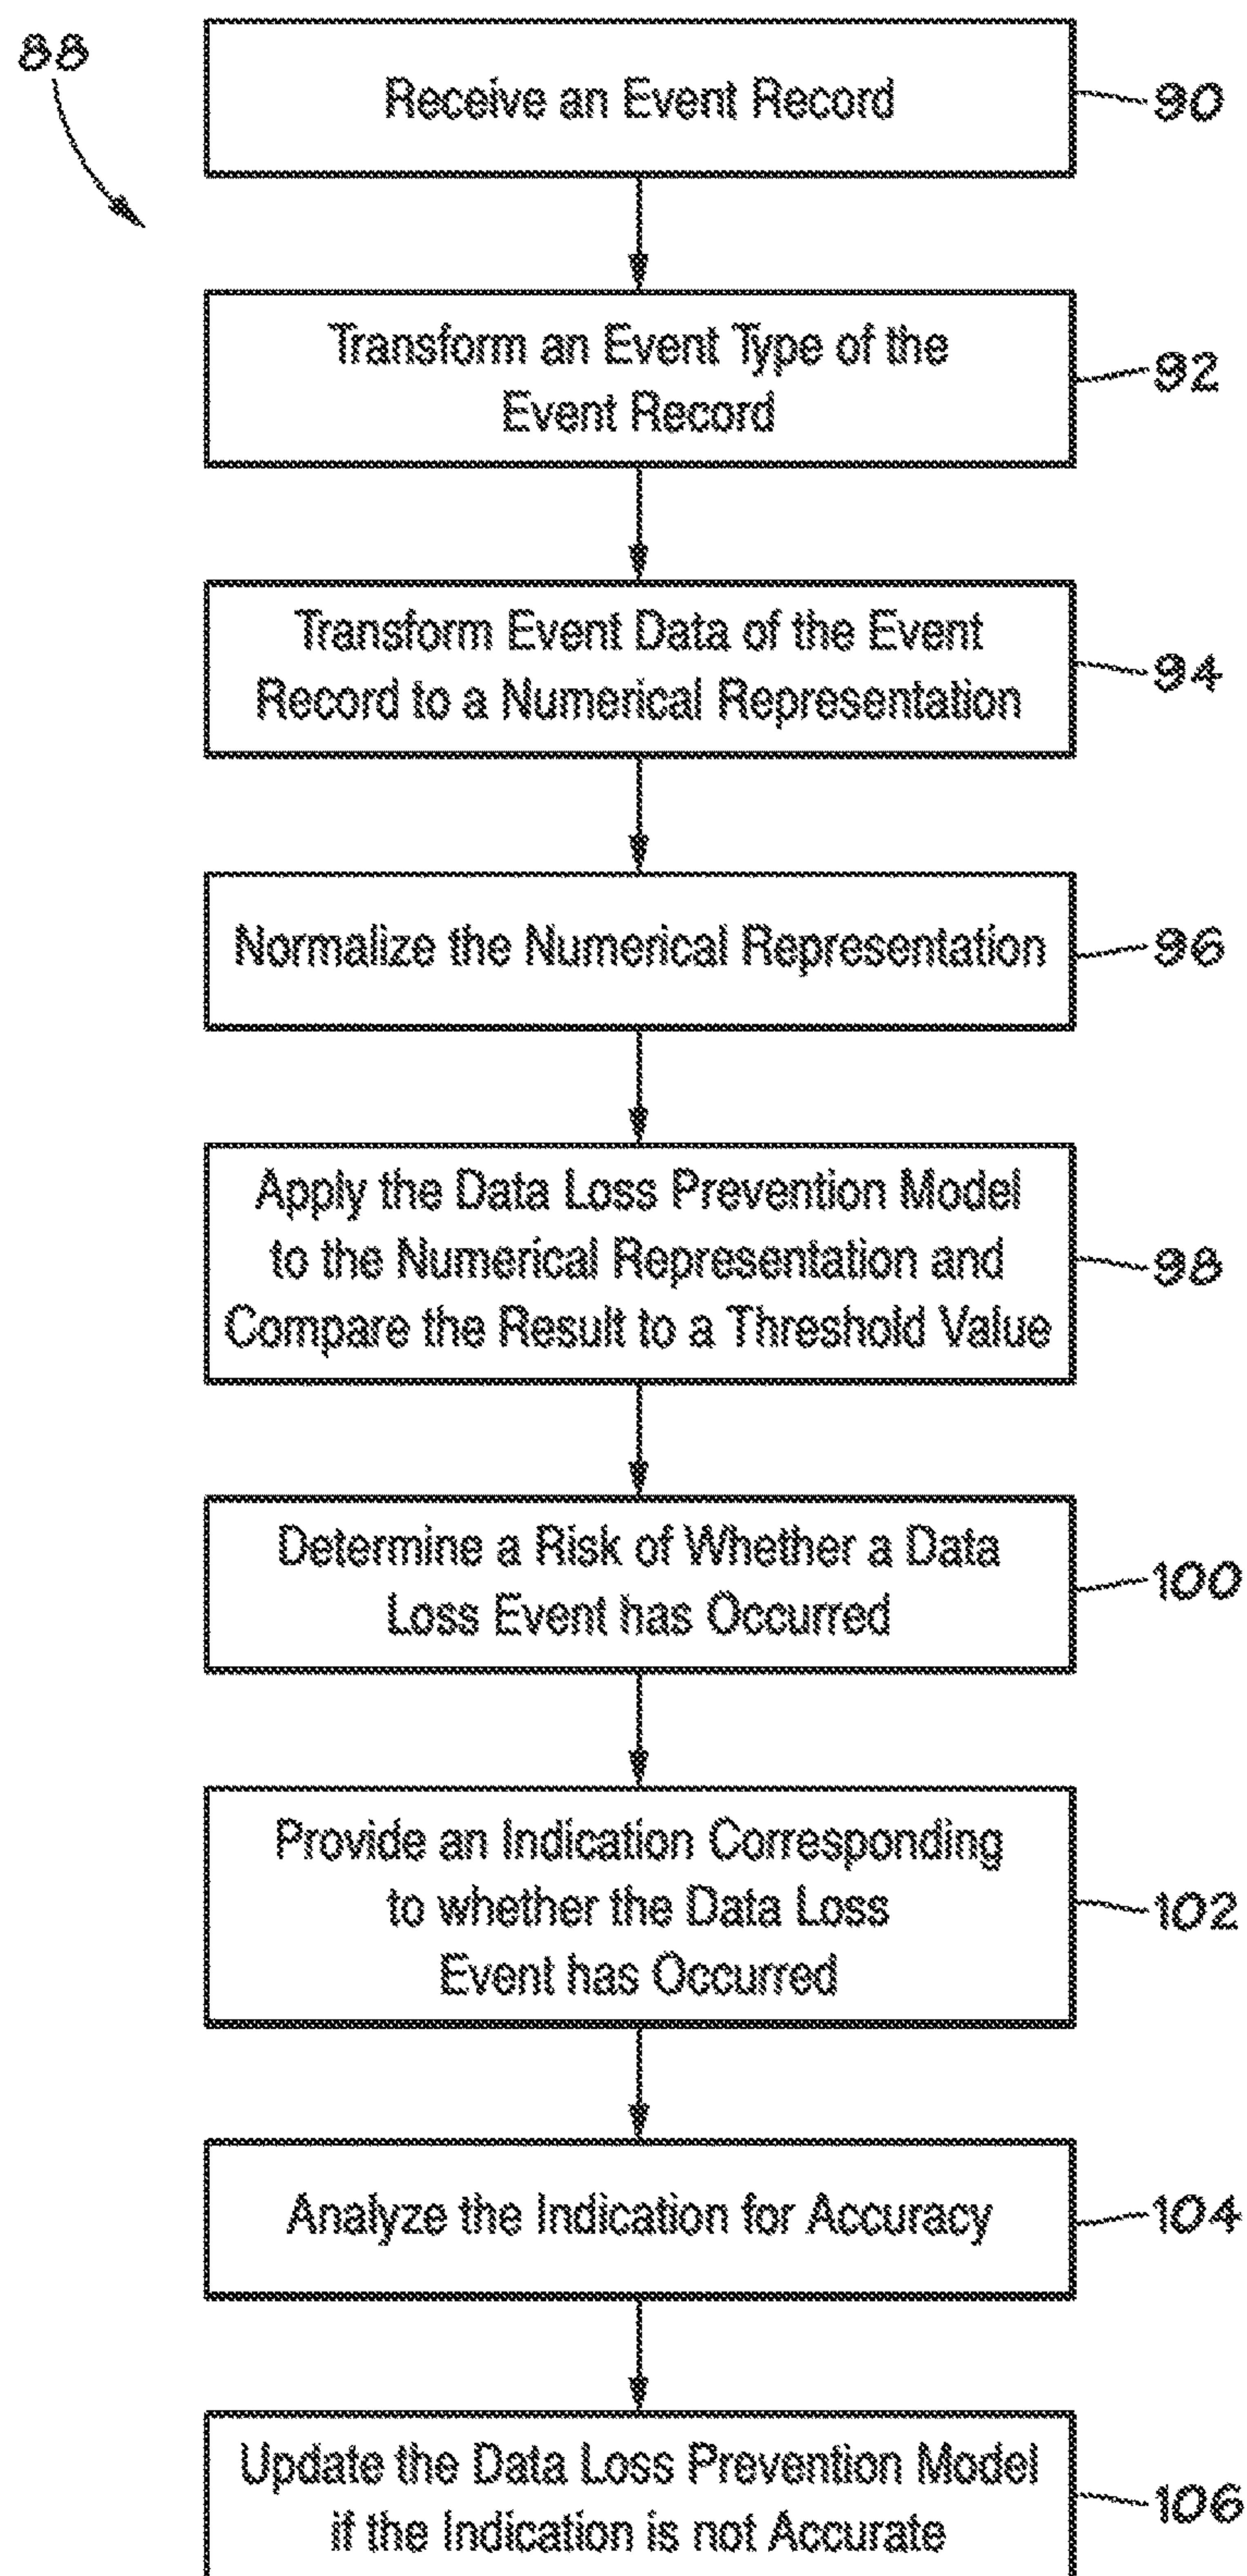 88
Receive an Event Record
90
Transform an Event Type of the
Event Record
92
Transform Event Data of the Event
Record to a Numerical Representation
94
Normalize the Numerical Representation
96
Apply the Data Loss Prevention Model
to the Numerical Representation and
Compare the Result to a Threshold Value
98
Determine a Risk of Whether a Data
Loss Event has Occurred
100
Provide an Indication Corresponding
to whether the Data Loss
Event has Occurred
102
Analyze the Indication for Accuracy
104
Update the Data Loss Prevention Model
if the Indication is not Accurate
106